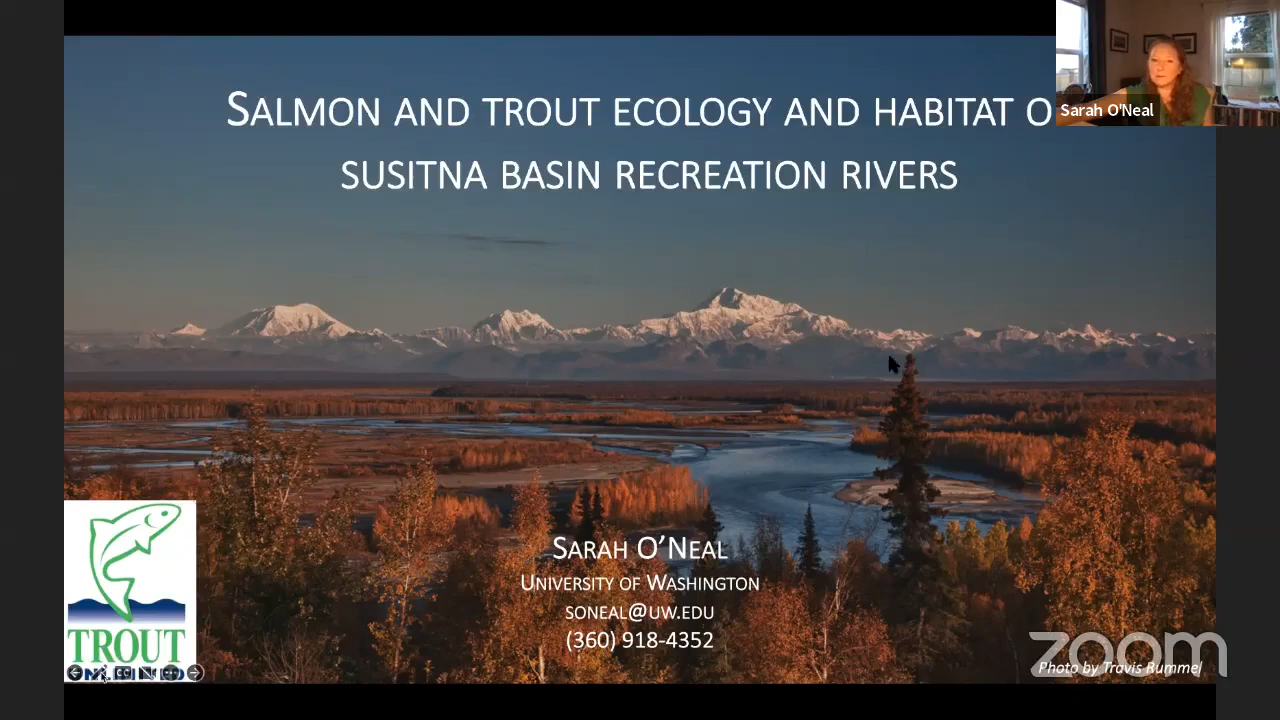 SALMON AND TROUT ECOLOGY AND HABITAT O
Sarah O'Neal
SUSITNA BASIN RECREATION RIVERS
SARAH O’NEAL
UNIVERSITY OF WASHINGTON
SONEAL@UW.EDU
(360) 918-4352
TROUT
zoom
Photo by Travis Rummel